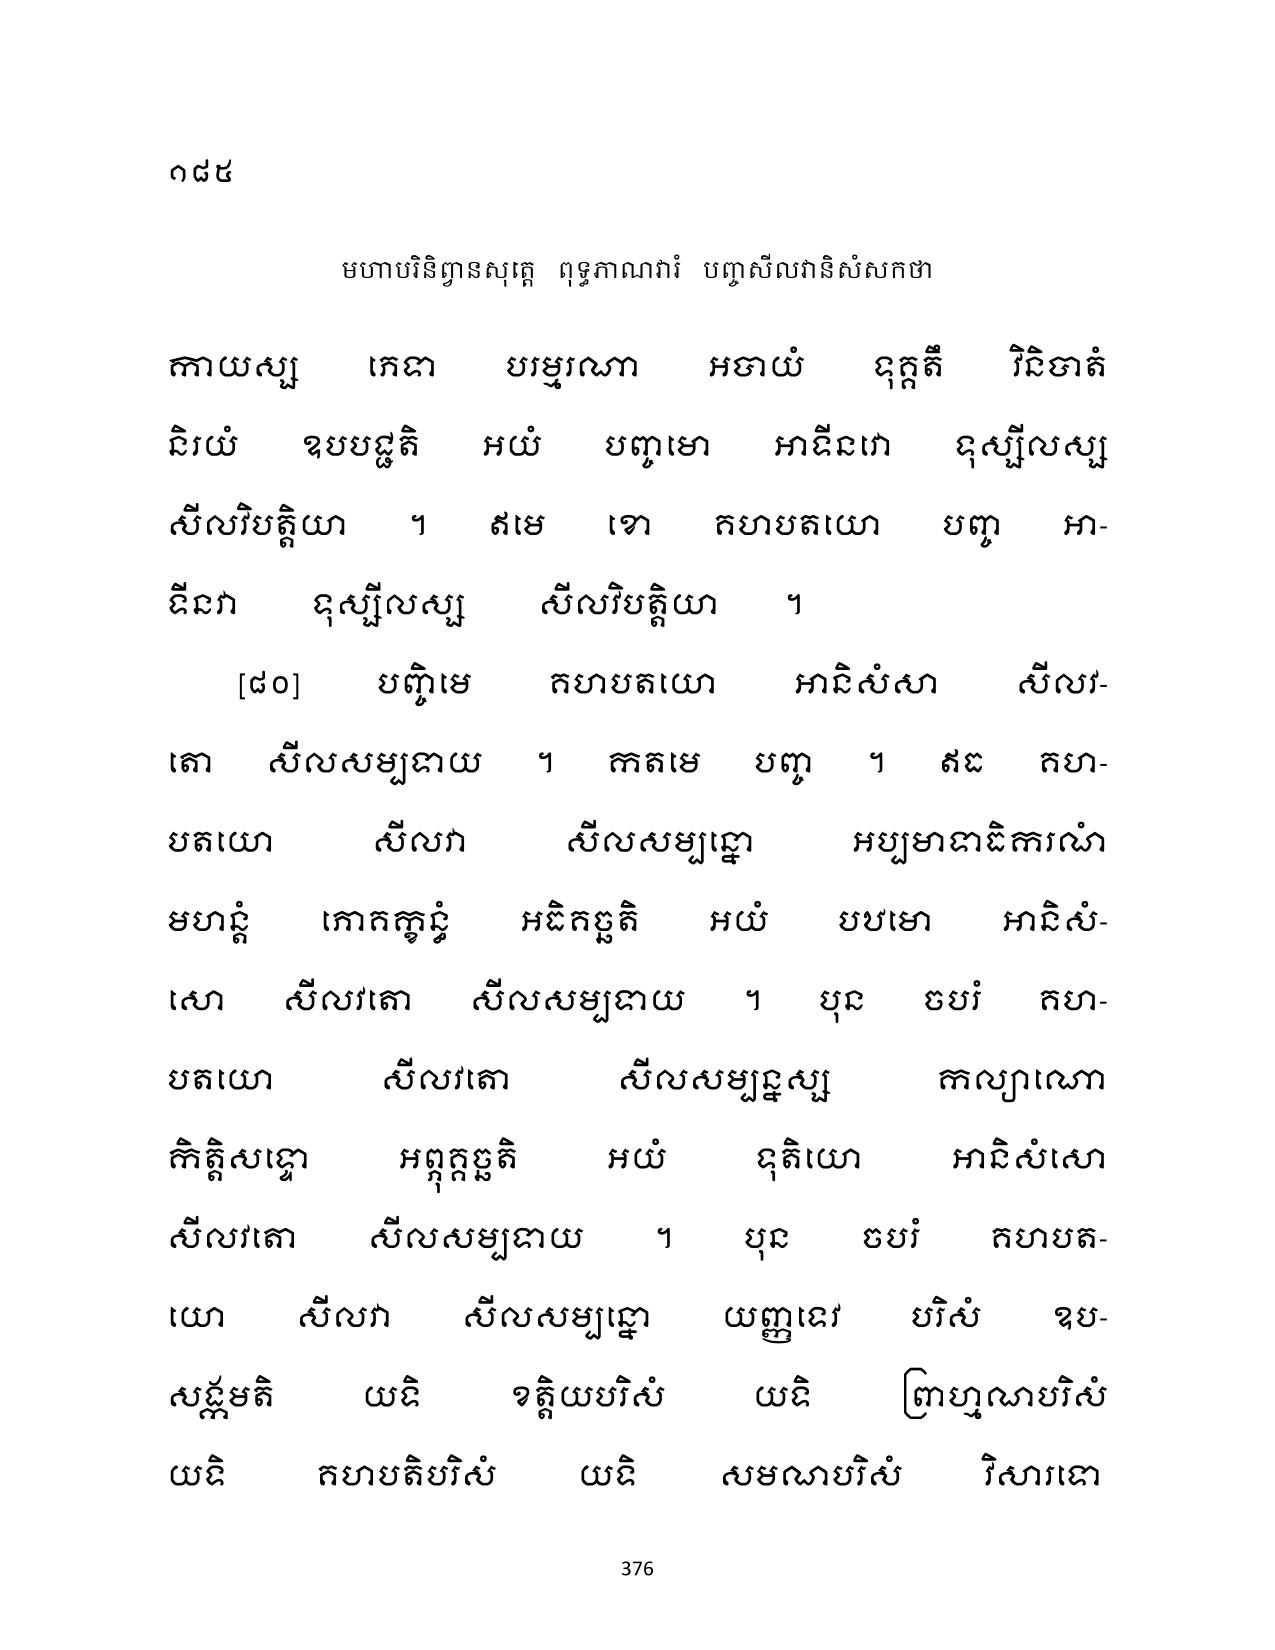 ១៨៥
មហាបរិនិព្វានសុត្តេ ពុទ្ធភាណវារំ បញ្ចសីលវានិសំសកថា
កាយស្ស ភេទា បរម្មរណា អបាយំ ទុគ្គតឹ វិនិបាតំ
និរយំ ឧបបជ្ជតិ អយំ បញ្ចមោ អាទីនវោ ទុស្សីលស្ស
សីលវិបត្តិយា ។ ឥមេ ខោ គហបតយោ បញ្ច អា-
ទីនវា ទុស្សីលស្ស សីលវិបត្តិយា ។
[៨០] បញ្ចិមេ គហបតយោ អានិសំសា សីលវ-
តោ សីលសម្បទាយ ។ កតមេ បញ្ច ។ ឥធ គហ-
បតយោ សីលវា សីលសម្បន្នោ អប្បមាទាធិករណំ
មហន្តំ ភោគក្ខន្ធំ អធិគច្ឆតិ អយំ បឋមោ អានិសំ-
សោ សីលវតោ សីលសម្បទាយ ។ បុន ចបរំ គហ-
បតយោ សីលវតោ សីលសម្បន្នស្ស កល្យាណោ
កិត្តិសទ្ទោ អព្ភុគ្គច្ឆតិ អយំ ទុតិយោ អានិសំសោ
សីលវតោ សីលសម្បទាយ ។ បុន ចបរំ គហបត-
យោ សីលវា សីលសម្បន្នោ យញ្ញទេវ បរិសំ ឧប-
សង្កមតិ យទិ ខត្តិយបរិសំ យទិ ព្រាហ្មណបរិសំ
យទិ គហបតិបរិសំ យទិ សមណបរិសំ វិសារទោ
376